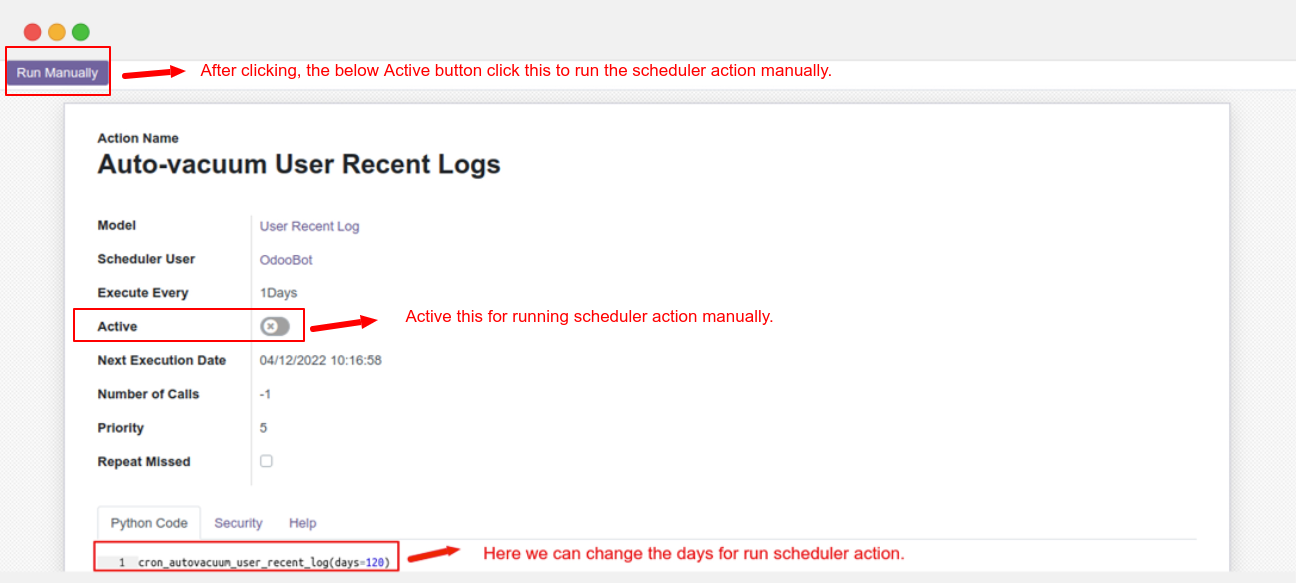 Run Manually
After clicking, the below Active button click this to run the scheduler action manually.
Action Name
Auto-vacuum User Recent Logs
Model User Recent Log
Scheduler User OdooBot
Execute Every 1Days
Active
Active this for running scheduler action manually.
Next Execution Date 04/12/2022 10:16:58
Number of Calls -1
Priority 5
Repeat Missed
Python Code Security Help
1 cron_autovacuum_user_recent_log(days=120)
Here we can change the days for run scheduler action.